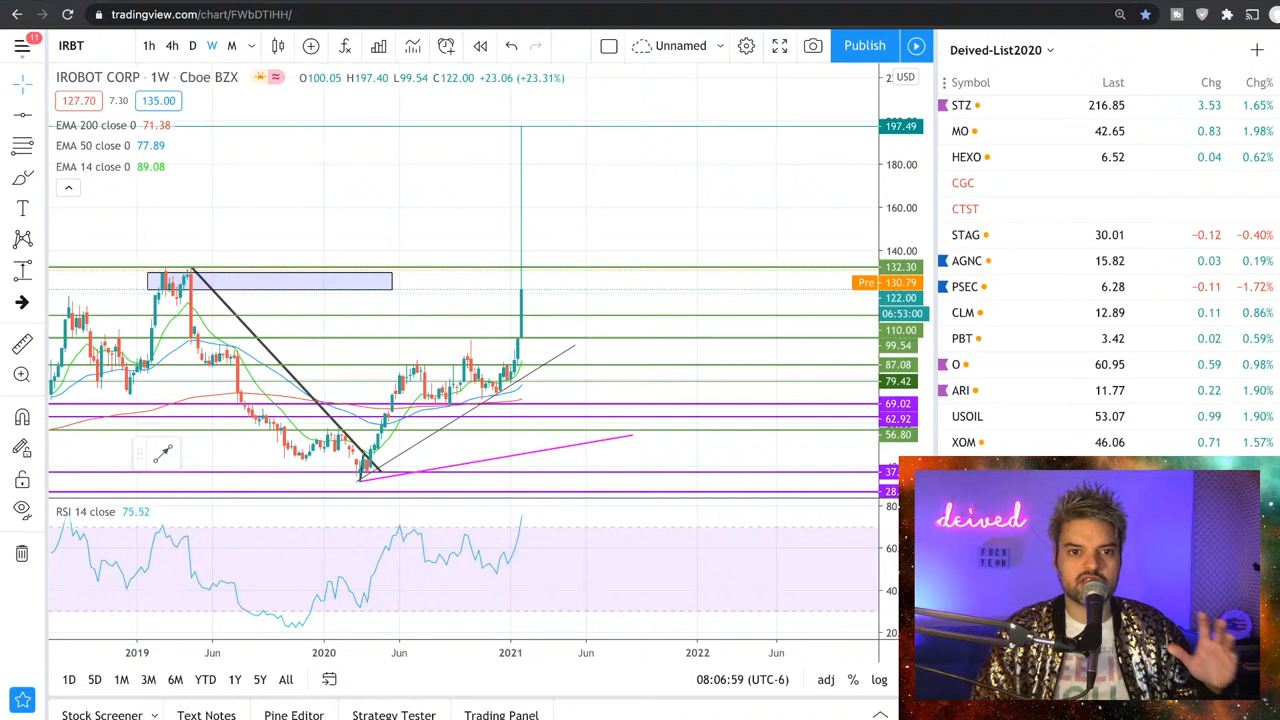 tradingview.com/chart/FWbDTIHH/
11
IRBT 1h 4h D W M Unnamed Publish
Deived-List2020
IROBOT CORP · 1W · Cboe BZX O100.05 H197.40 L99.54 C122.00 +23.06 (+23.31%)
USD
127.70 7.30 135.00
EMA 200 close 0 71.38
EMA 50 close 0 77.89
EMA 14 close 0 89.08
197.49
180.00
160.00
140.00
132.30
Pre 130.79
122.00
06:53:00
110.00
99.54
87.08
79.42
69.02
62.92
56.80
37.
28.
Symbol Last Chg Chg%
STZ 216.85 3.53 1.65%
MO 42.65 0.83 1.98%
HEXO 6.52 0.04 0.62%
CGC
CTST
STAG 30.01 −0.12 −0.40%
AGNC 15.82 0.03 0.19%
PSEC 6.28 −0.11 −1.72%
CLM 12.89 0.11 0.86%
PBT 3.42 0.02 0.59%
O 60.95 0.59 0.98%
ARI 11.77 0.22 1.90%
USOIL 53.07 0.99 1.90%
XOM 46.06 0.71 1.57%
RSI 14 close 75.52
80.
60.
40.
20.
2019 Jun 2020 Jun 2021 Jun 2022 Jun
1D 5D 1M 3M 6M YTD 1Y 5Y All 08:06:59 (UTC-6) adj % log
Stock Screener Text Notes Pine Editor Strategy Tester Trading Panel
deived
FUCK
YEAH